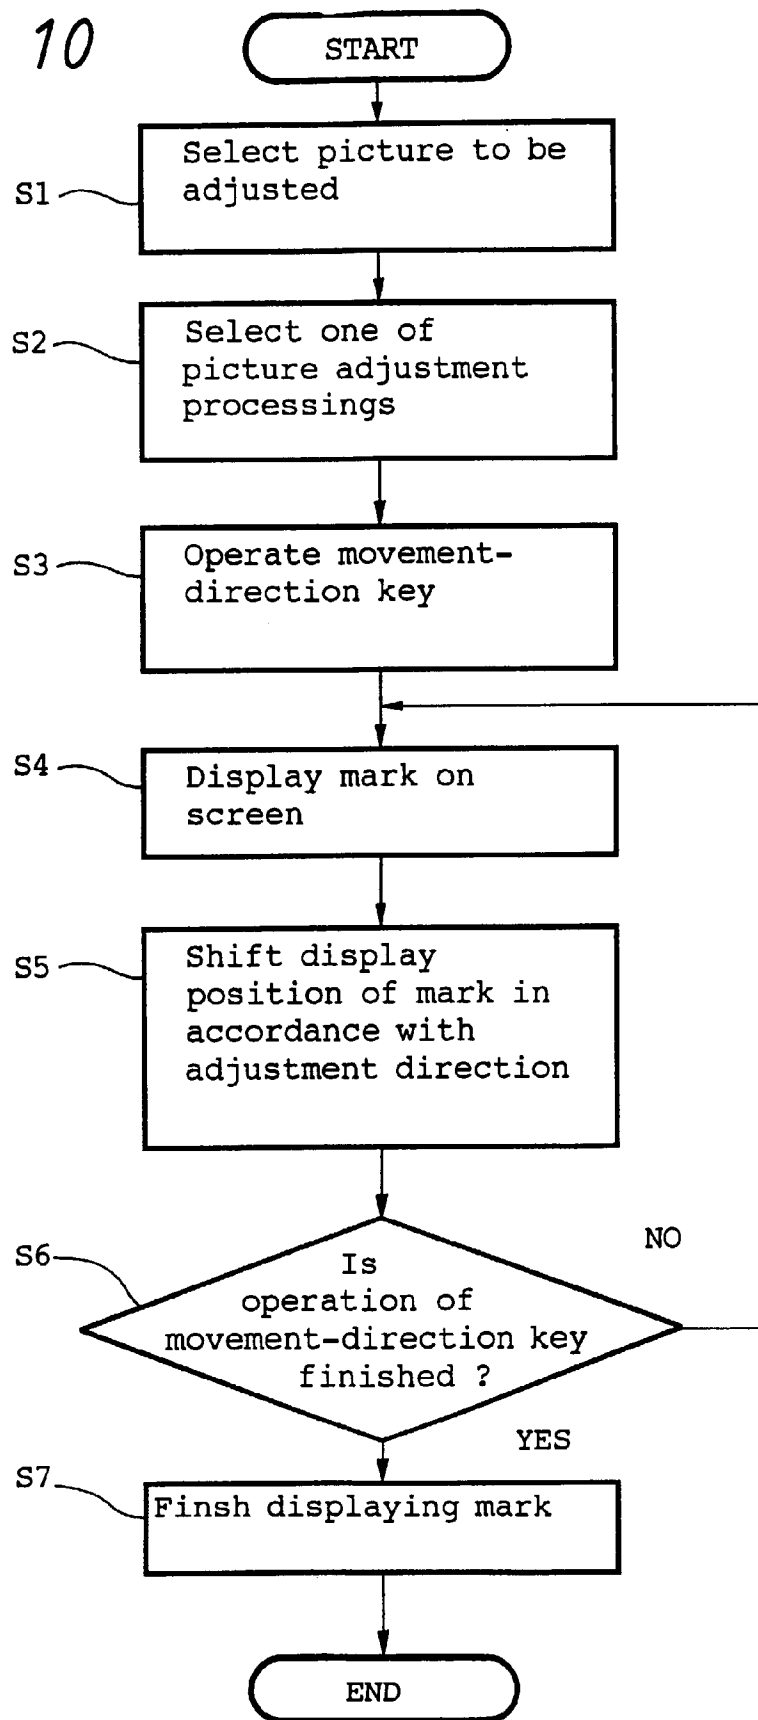 10
START
S1
Select picture to be
adjusted
S2
Select one of
picture adjustment
processings
S3
Operate movement-
direction key
S4
Display mark on
screen
S5
Shift display
position of mark in
accordance with
adjustment direction
S6
Is
operation of
movement-direction key
finished ?
NO
YES
S7
Finsh displaying mark
END